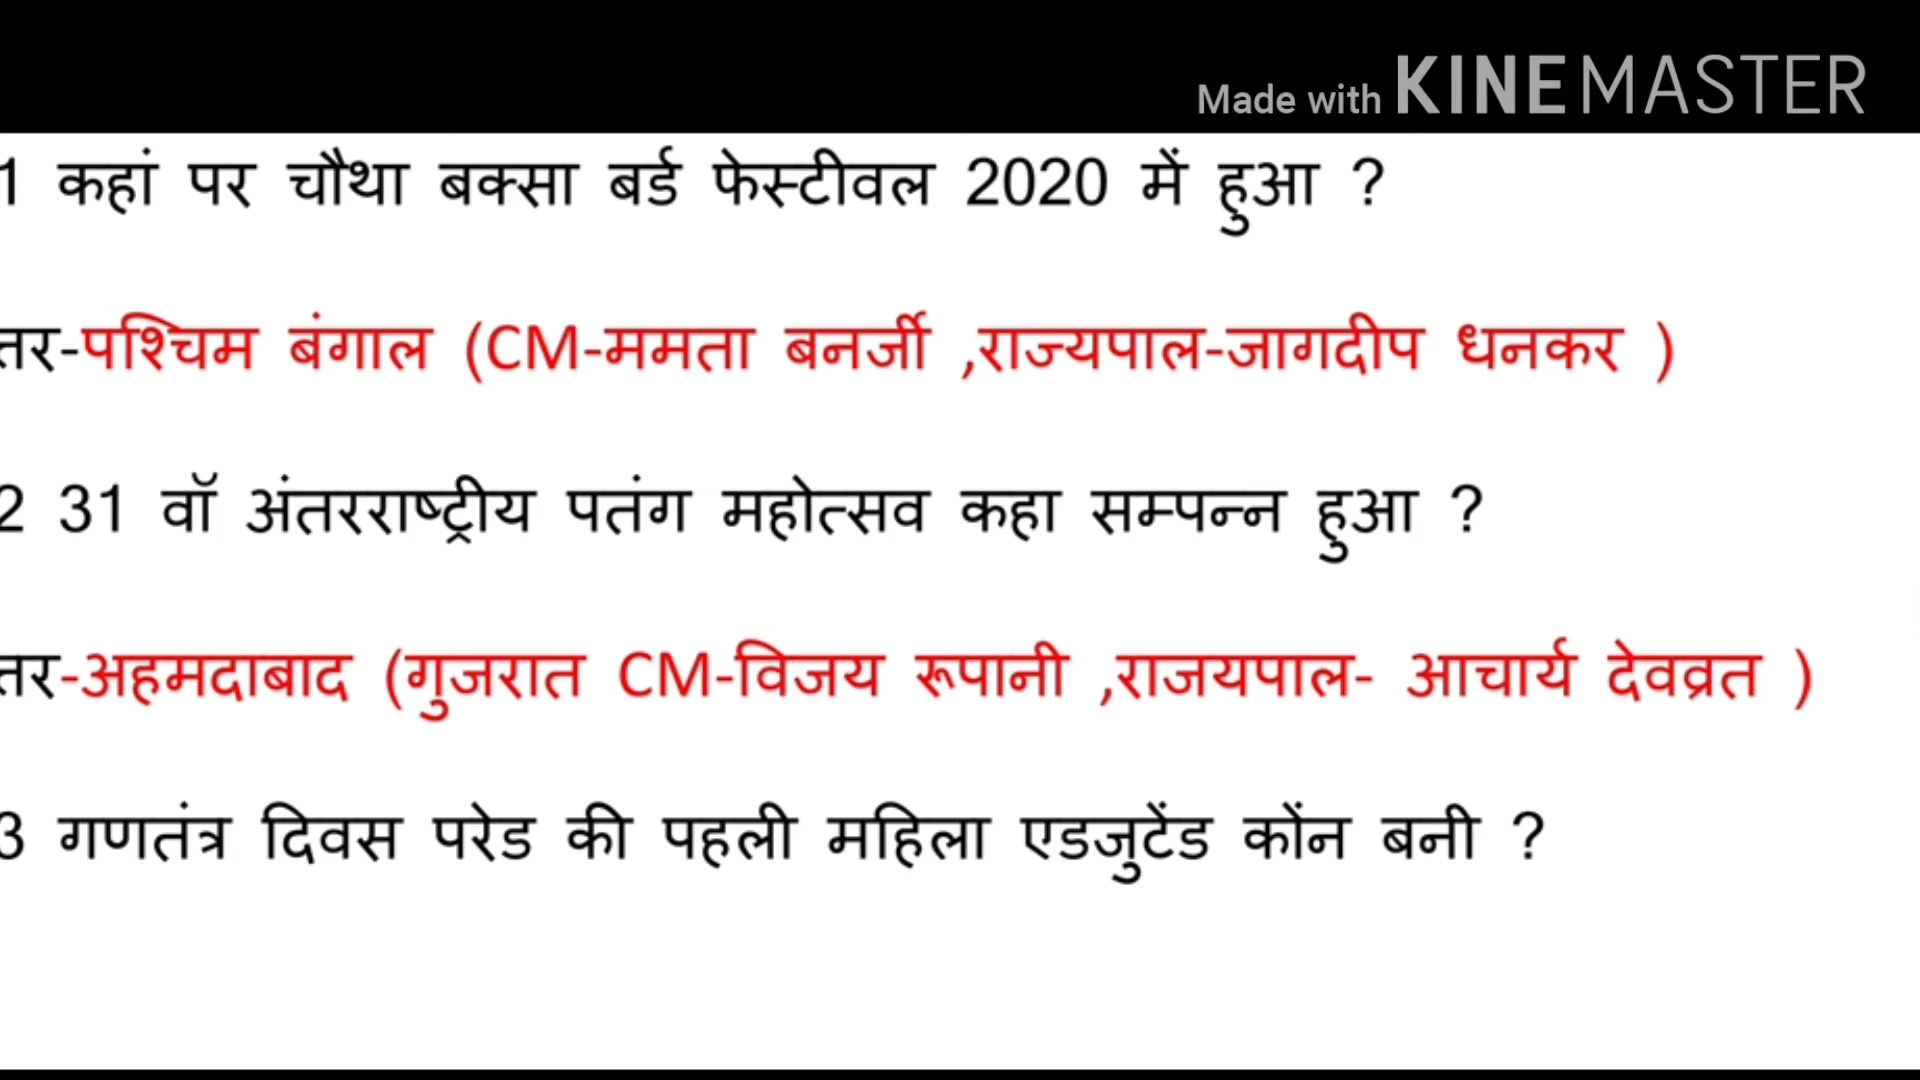 Made with KINEMASTER
1 कहां पर चौथा बक्सा बर्ड फेस्टीवल 2020 में हुआ ?
तर-पश्चिम बंगाल (CM-ममता बनर्जी ,राज्यपाल-जागदीप धनकर )
2 31 वॉ अंतरराष्ट्रीय पतंग महोत्सव कहा सम्पन्न हुआ ?
तर-अहमदाबाद (गुजरात CM-विजय रूपानी ,राजयपाल- आचार्य देवव्रत )
3 गणतंत्र दिवस परेड की पहली महिला एडजुटेंड कोंन बनी ?